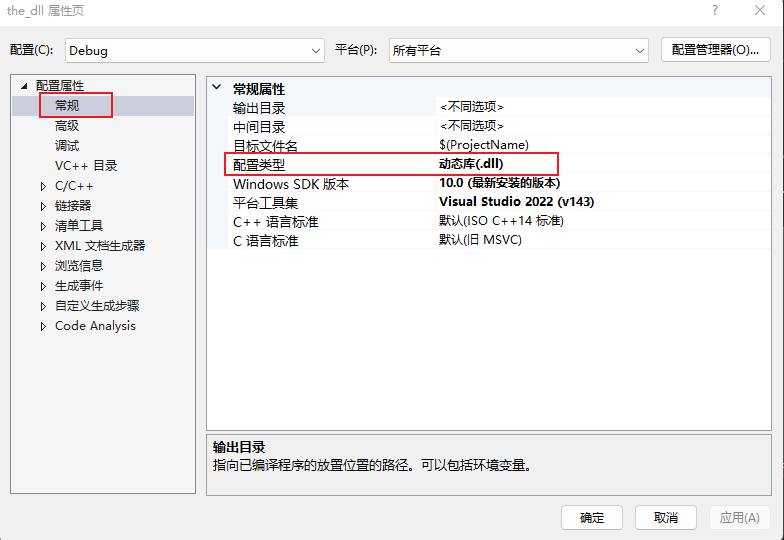 the_dll 属性页
?
配置(C): Debug 平台(P): 所有平台 配置管理器(O)...
配置属性
常规
高级
调试
VC++ 目录
C/C++
链接器
清单工具
XML 文档生成器
浏览信息
生成事件
自定义生成步骤
Code Analysis
常规属性
输出目录 <不同选项>
中间目录 <不同选项>
目标文件名 $(ProjectName)
配置类型 动态库(.dll)
Windows SDK 版本 10.0 (最新安装的版本)
平台工具集 Visual Studio 2022 (v143)
C++ 语言标准 默认(ISO C++14 标准)
C 语言标准 默认(旧 MSVC)
输出目录
指向已编译程序的放置位置的路径。可以包括环境变量。
确定 取消 应用(A)